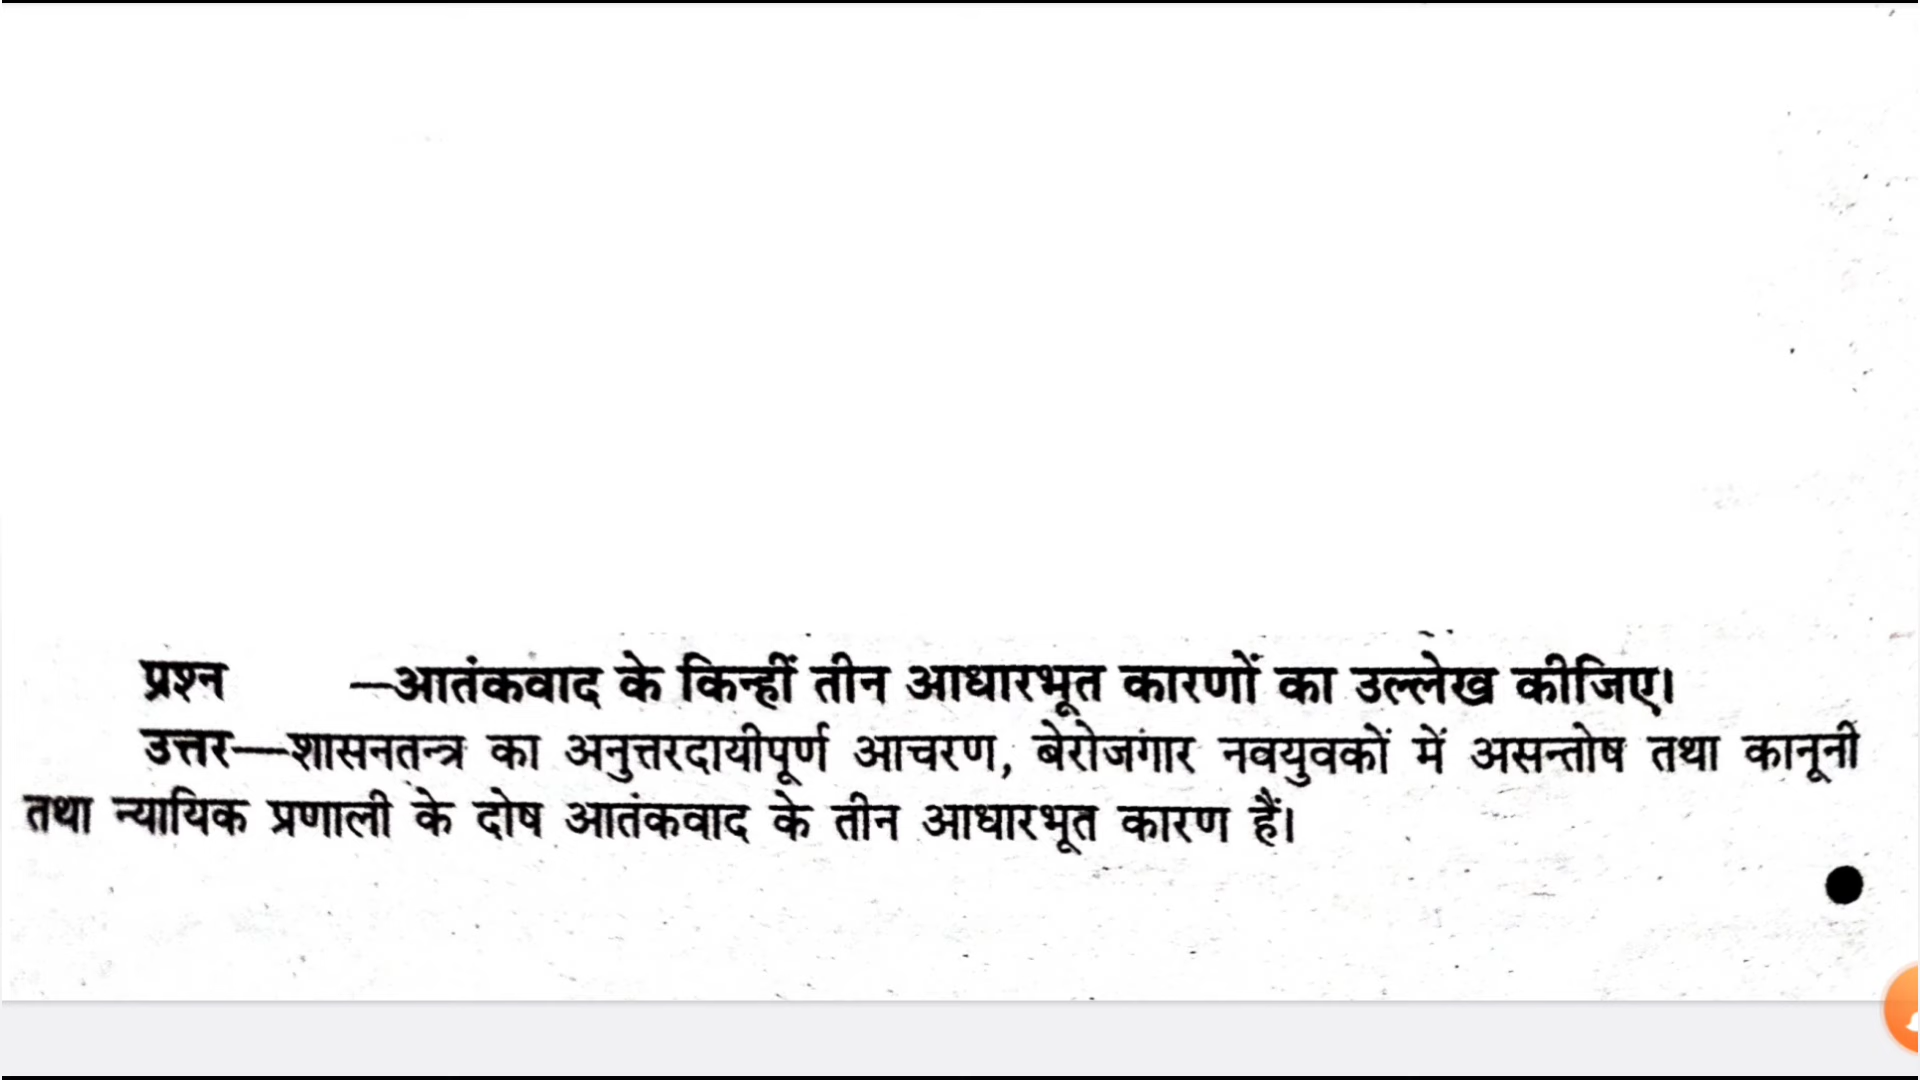 प्रश्न —आतंकवाद के किन्हीं तीन आधारभूत कारणों का उल्लेख कीजिए।
उत्तर—शासनतन्त्र का अनुत्तरदायीपूर्ण आचरण, बेरोजगार नवयुवकों में असन्तोष तथा कानूनी
तथा न्यायिक प्रणाली के दोष आतंकवाद के तीन आधारभूत कारण हैं।